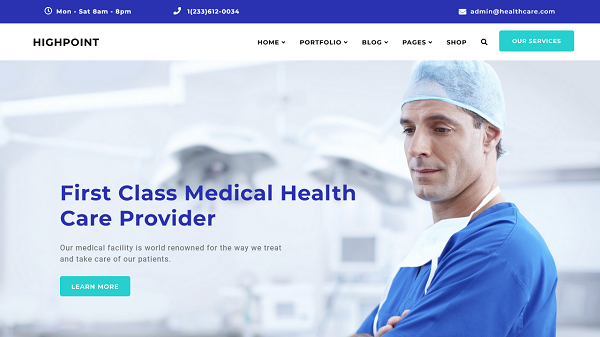 Mon - Sat 8am - 8pm
1(233)612-0034
admin@healthcare.com
HIGHPOINT
HOME
PORTFOLIO
BLOG
PAGES
SHOP
OUR SERVICES
First Class Medical Health
Care Provider
Our medical facility is world renowned for the way we treat
and take care of our patients.
LEARN MORE